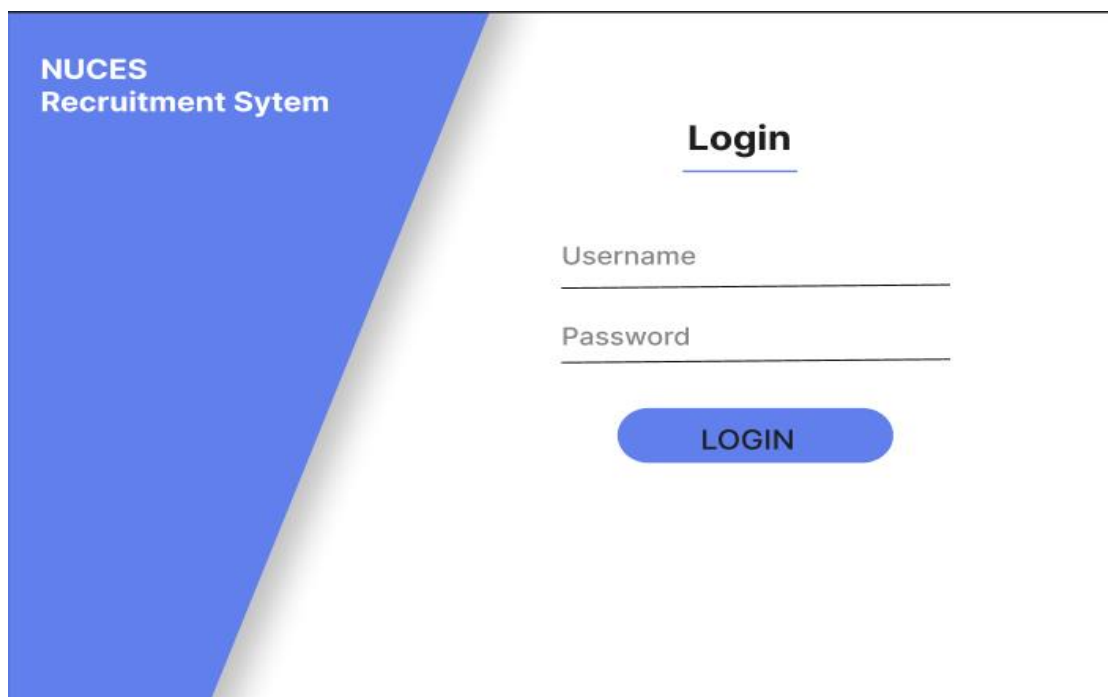 NUCES
Recruitment Sytem
Login
Username
Password
LOGIN